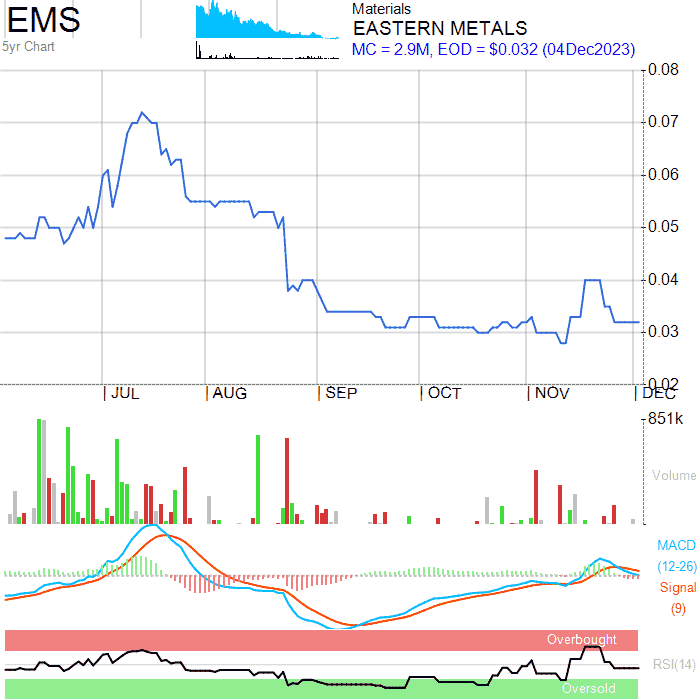 EMS
5yr Chart
Materials
EASTERN METALS
MC = 2.9M, EOD = $0.032 (04Dec2023)
0.08
0.07
0.06
0.05
0.04
0.03
0.02
JUL AUG SEP OCT NOV DEC
851k
Volume
MACD
(12-26)
Signal
(9)
Overbought
RSI(14)
Oversold